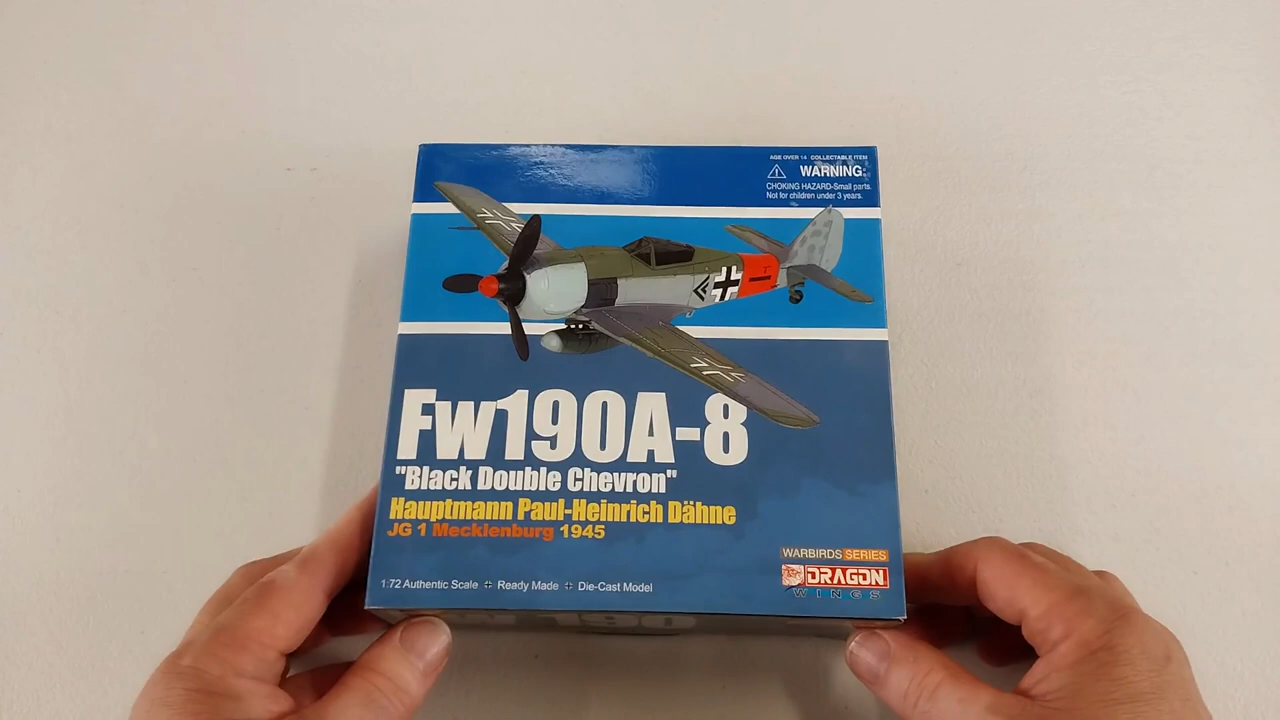 AGE OVER 14 COLLECTABLE ITEM
WARNING:
CHOKING HAZARD-Small parts.
Not for children under 3 years.
Fw190A-8
"Black Double Chevron"
Hauptmann Paul-Heinrich Dähne
JG 1 Mecklenburg 1945
WARBIRDS SERIES
DRAGON
WINGS
1:72 Authentic Scale Ready Made Die-Cast Model